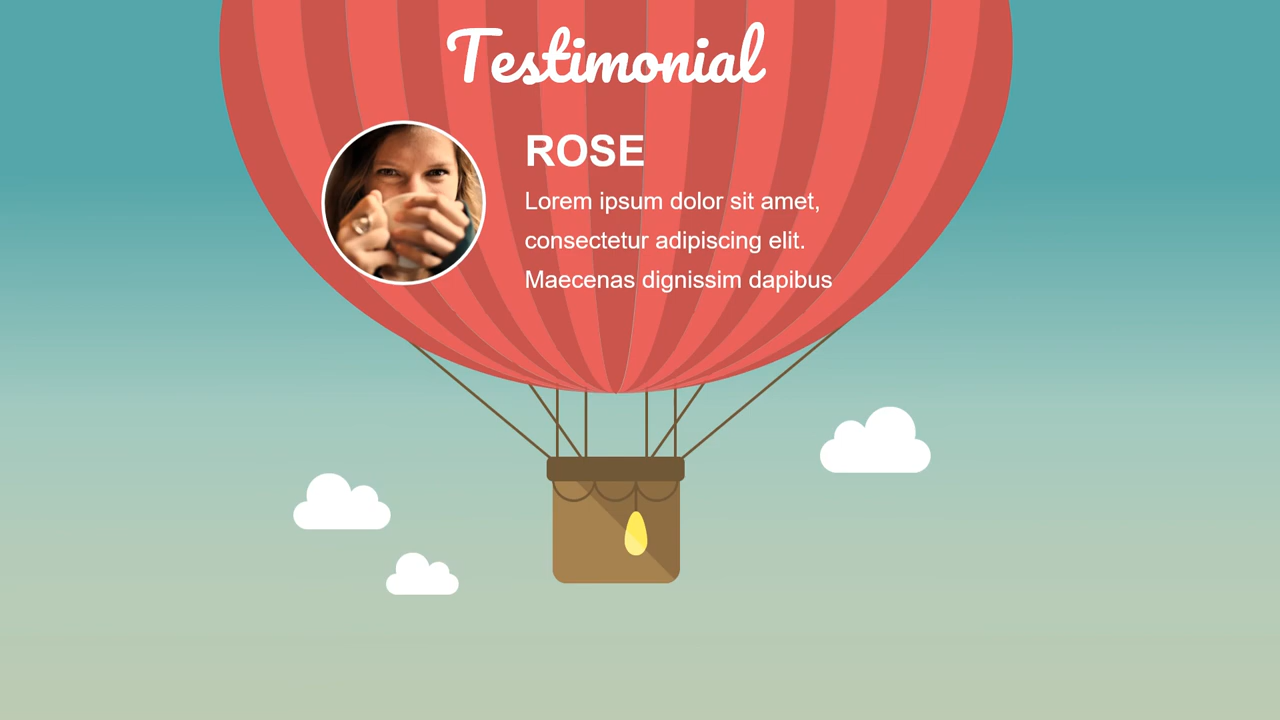 Testimonial
ROSE
Lorem ipsum dolor sit amet,
consectetur adipiscing elit.
Maecenas dignissim dapibus